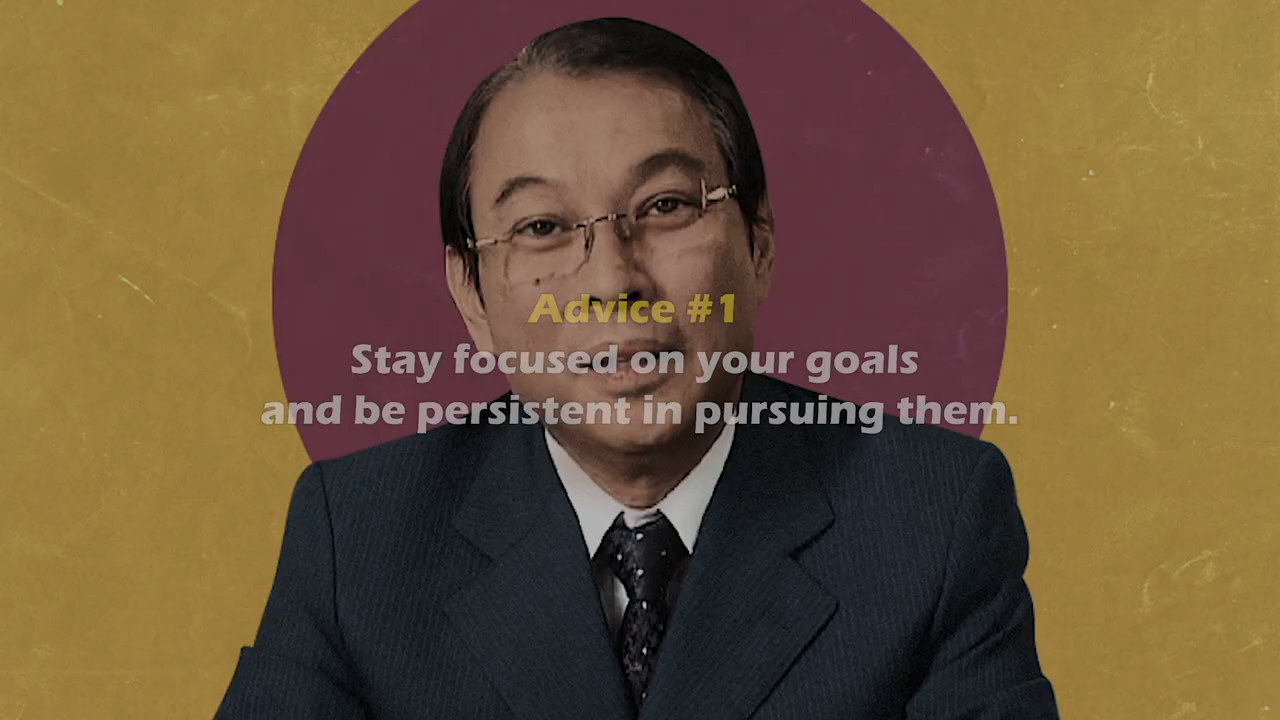 Advice #1
Stay focused on your goals
and be persistent in pursuing them.